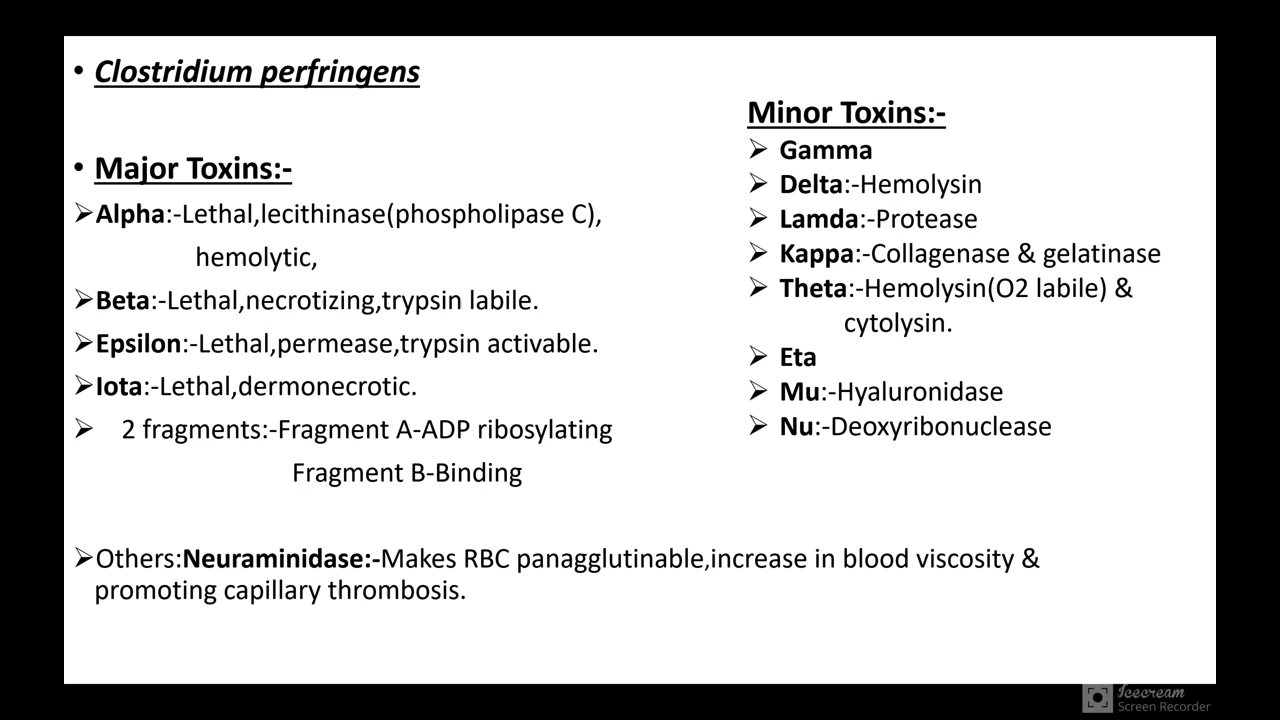 • Clostridium perfringens
• Major Toxins:-
➢Alpha:-Lethal,lecithinase(phospholipase C),
hemolytic,
➢Beta:-Lethal,necrotizing,trypsin labile.
➢Epsilon:-Lethal,permease,trypsin activable.
➢Iota:-Lethal,dermonecrotic.
➢ 2 fragments:-Fragment A-ADP ribosylating
Fragment B-Binding
Minor Toxins:-
➢ Gamma
➢ Delta:-Hemolysin
➢ Lamda:-Protease
➢ Kappa:-Collagenase & gelatinase
➢ Theta:-Hemolysin(O2 labile) &
cytolysin.
➢ Eta
➢ Mu:-Hyaluronidase
➢ Nu:-Deoxyribonuclease
➢Others:Neuraminidase:-Makes RBC panagglutinable,increase in blood viscosity &
promoting capillary thrombosis.
Icecream
Screen Recorder